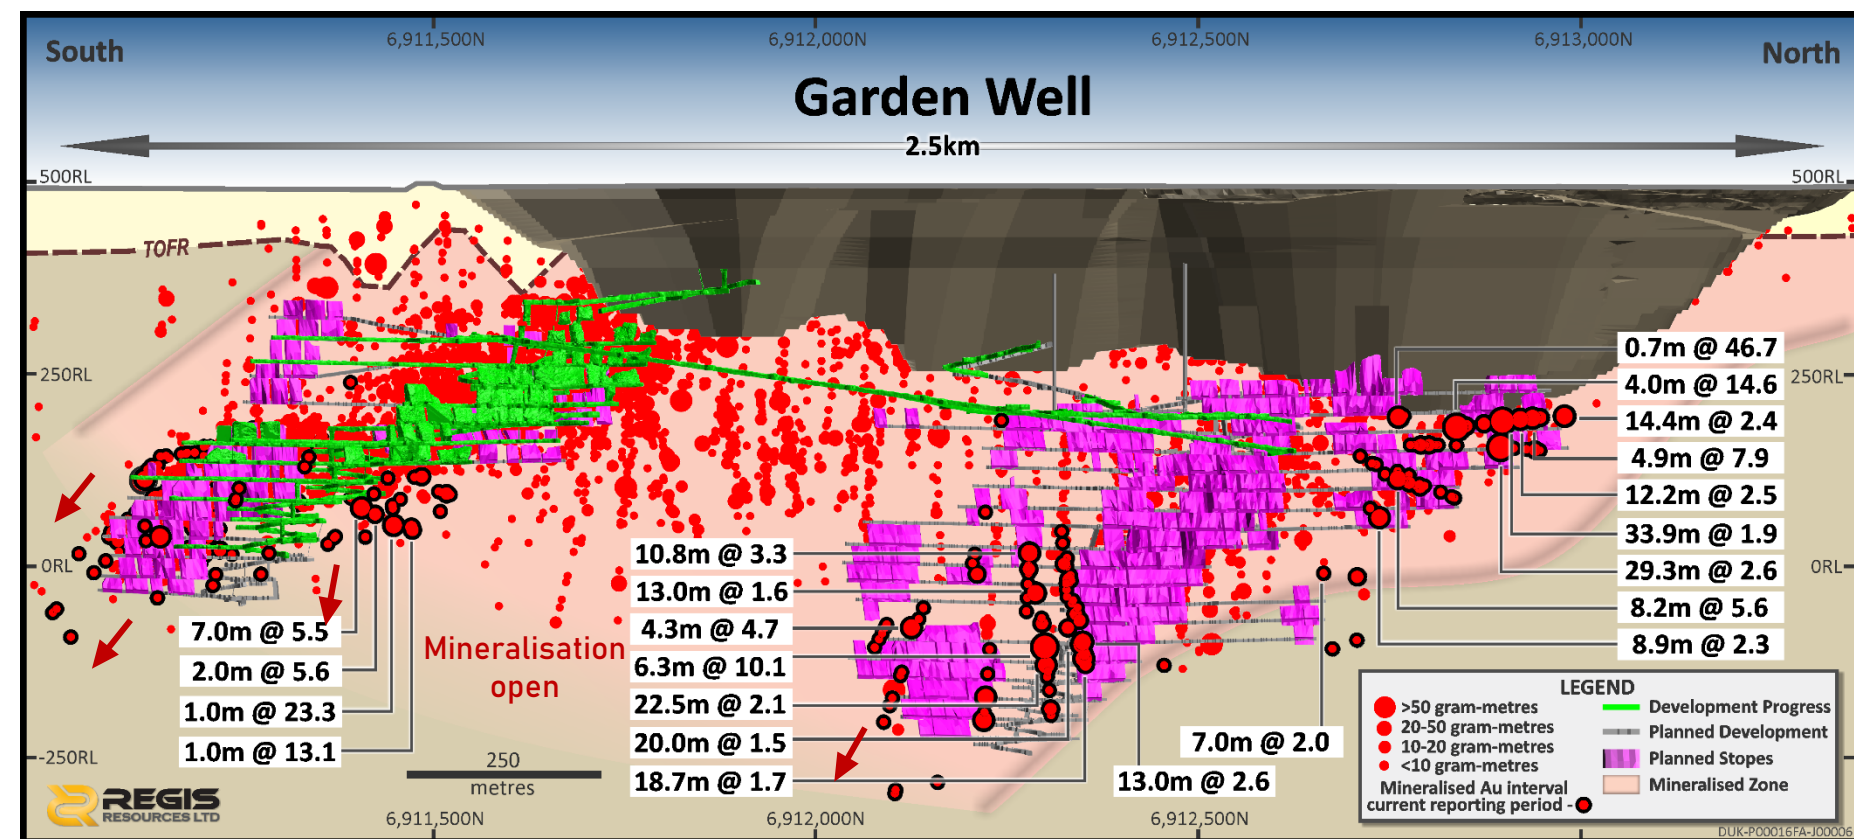 South
6,911,500N
6,912,000N
6,912,500N
6,913,000N
North
Garden Well
2.5km
500RL
500RL
TOFR
250RL
250RL
0RL
0RL
-250RL
0.7m @ 46.7
4.0m @ 14.6
14.4m @ 2.4
4.9m @ 7.9
12.2m @ 2.5
33.9m @ 1.9
29.3m @ 2.6
8.2m @ 5.6
8.9m @ 2.3
10.8m @ 3.3
13.0m @ 1.6
4.3m @ 4.7
6.3m @ 10.1
22.5m @ 2.1
20.0m @ 1.5
18.7m @ 1.7
7.0m @ 5.5
2.0m @ 5.6
1.0m @ 23.3
1.0m @ 13.1
Mineralisation
open
7.0m @ 2.0
13.0m @ 2.6
250
metres
REGIS
RESOURCES LTD
LEGEND
>50 gram-metres
20-50 gram-metres
10-20 gram-metres
<10 gram-metres
Mineralised Au interval
current reporting period -
Development Progress
Planned Development
Planned Stopes
Mineralised Zone
6,911,500N
6,912,000N
6,912,500N
DUK-P00016FA-J00006